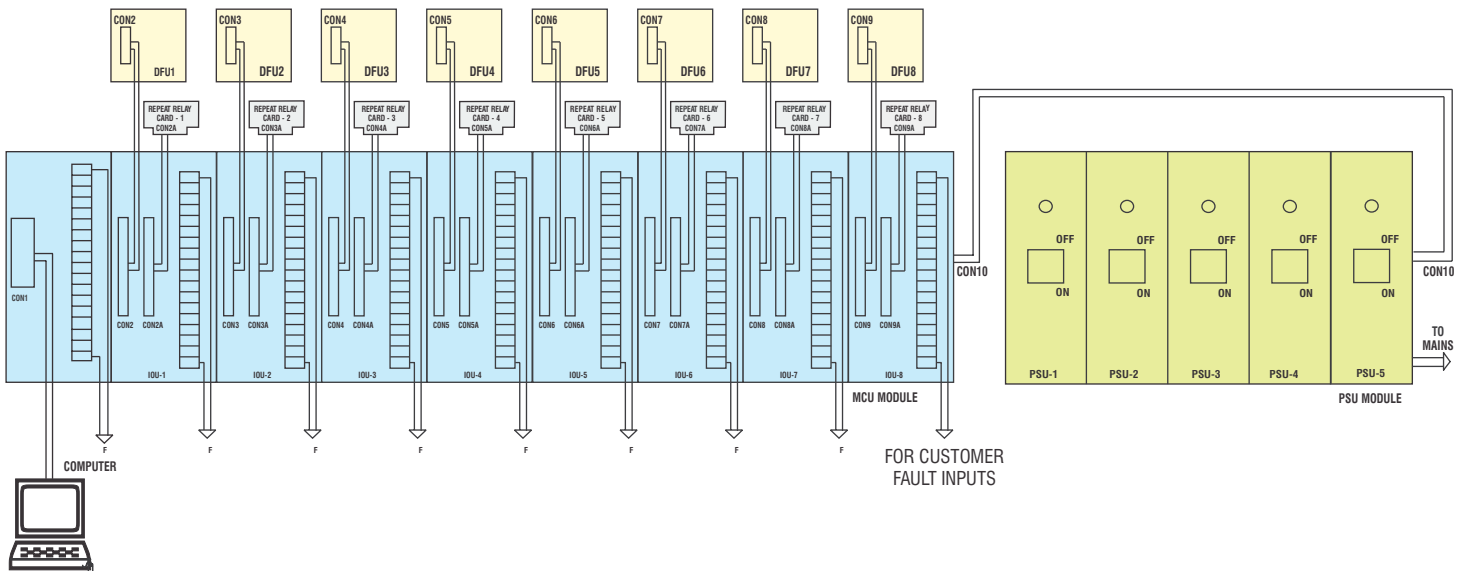 CON2
DFU1
CON3
DFU2
CON4
DFU3
CON5
DFU4
CON6
DFU5
CON7
DFU6
CON8
DFU7
CON9
DFU8
REPEAT RELAY
CARD - 1
CON2A
REPEAT RELAY
CARD - 2
CON3A
REPEAT RELAY
CARD - 3
CON4A
REPEAT RELAY
CARD - 4
CON5A
REPEAT RELAY
CARD - 5
CON6A
REPEAT RELAY
CARD - 6
CON7A
REPEAT RELAY
CARD - 7
CON8A
REPEAT RELAY
CARD - 8
CON9A
CON1
CON2 CON2A
IOU-1
CON3 CON3A
IOU-2
CON4 CON4A
IOU-3
CON5 CON5A
IOU-4
CON6 CON6A
IOU-5
CON7 CON7A
IOU-6
CON8 CON8A
IOU-7
CON9 CON9A
IOU-8
MCU MODULE
CON10
OFF
ON
PSU-1
OFF
ON
PSU-2
OFF
ON
PSU-3
OFF
ON
PSU-4
OFF
ON
PSU-5
CON10
TO
MAINS
PSU MODULE
F
F
F
F
F
F
F
F
FOR CUSTOMER
FAULT INPUTS
COMPUTER